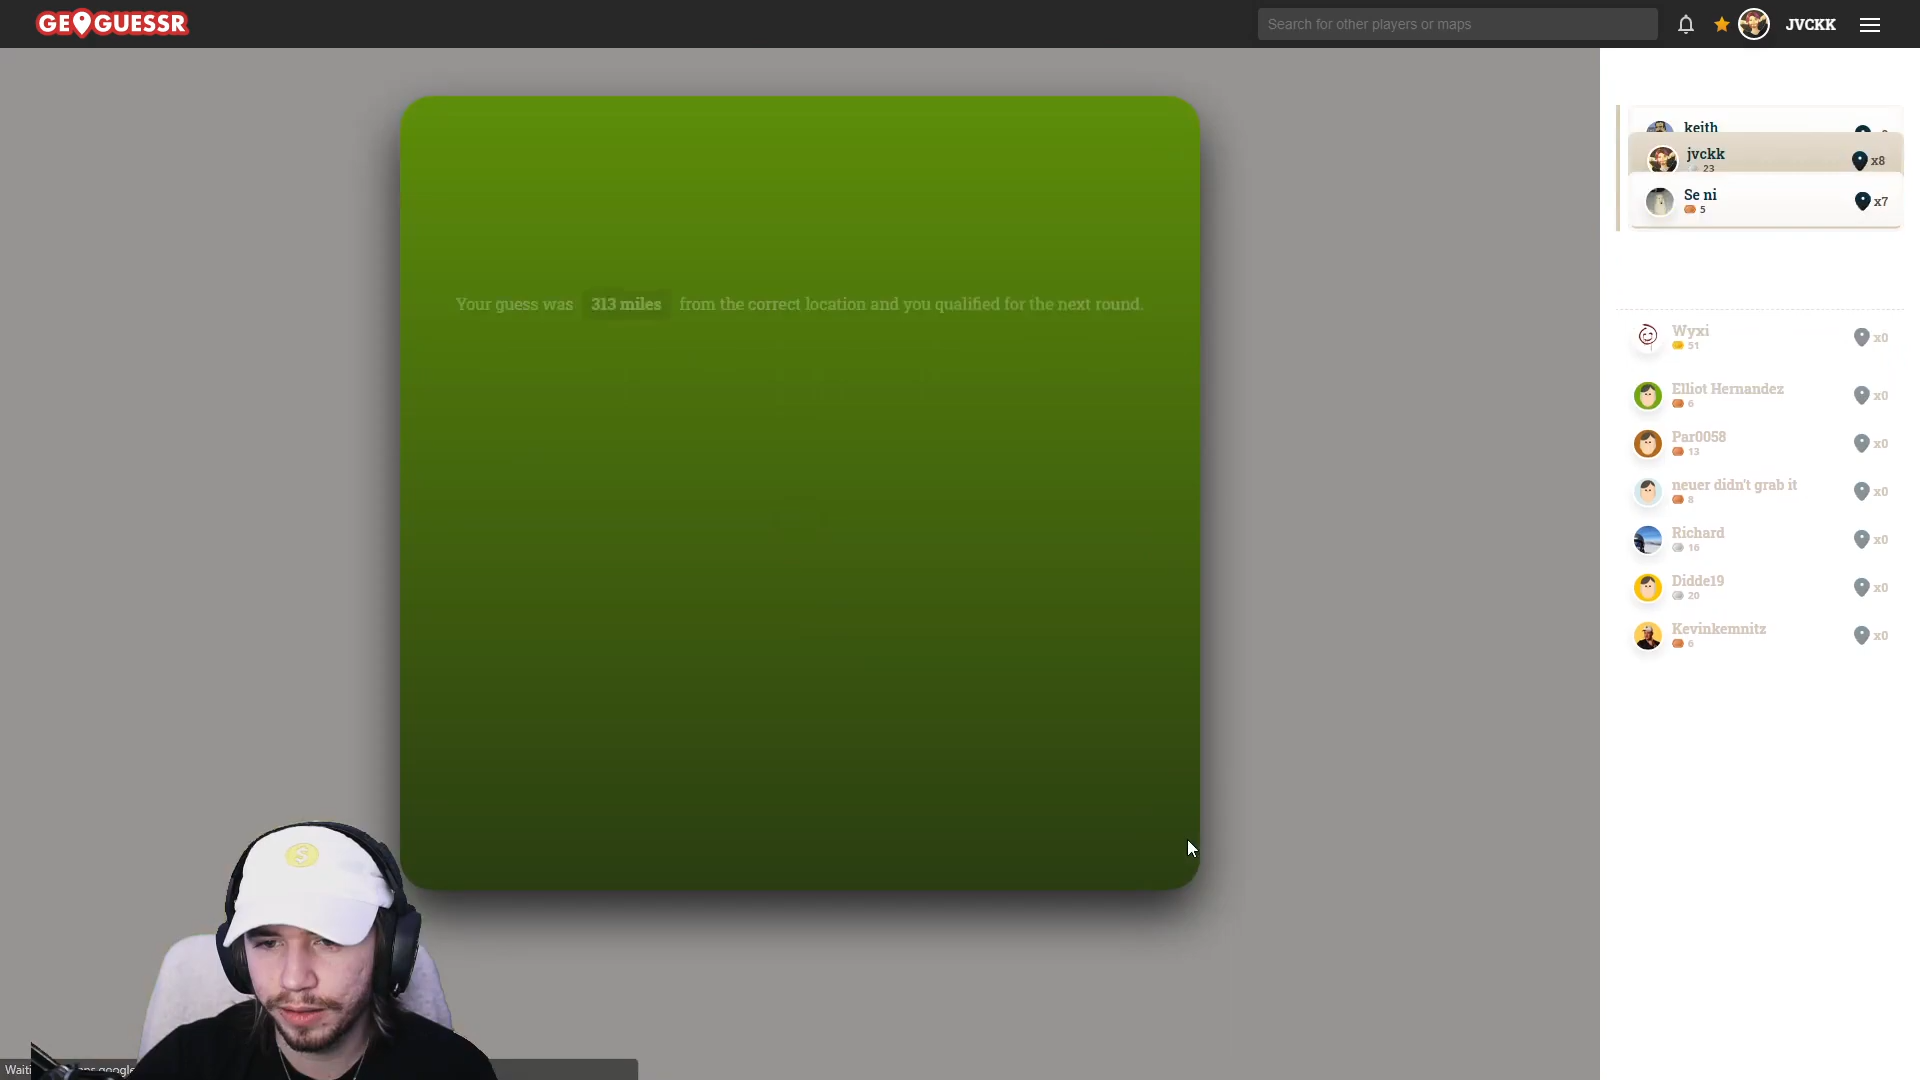 GEOGUESSR
Search for other players or maps
JVCKK
Your guess was 313 miles from the correct location and you qualified for the next round.
keith
jvckk
23
x8
Se ni
5
x7
Wyxi
51
x0
Elliot Hernandez
6
x0
Par0058
13
x0
neuer didn't grab it
8
x0
Richard
16
x0
Didde19
20
x0
Kevinkemnitz
6
x0
$